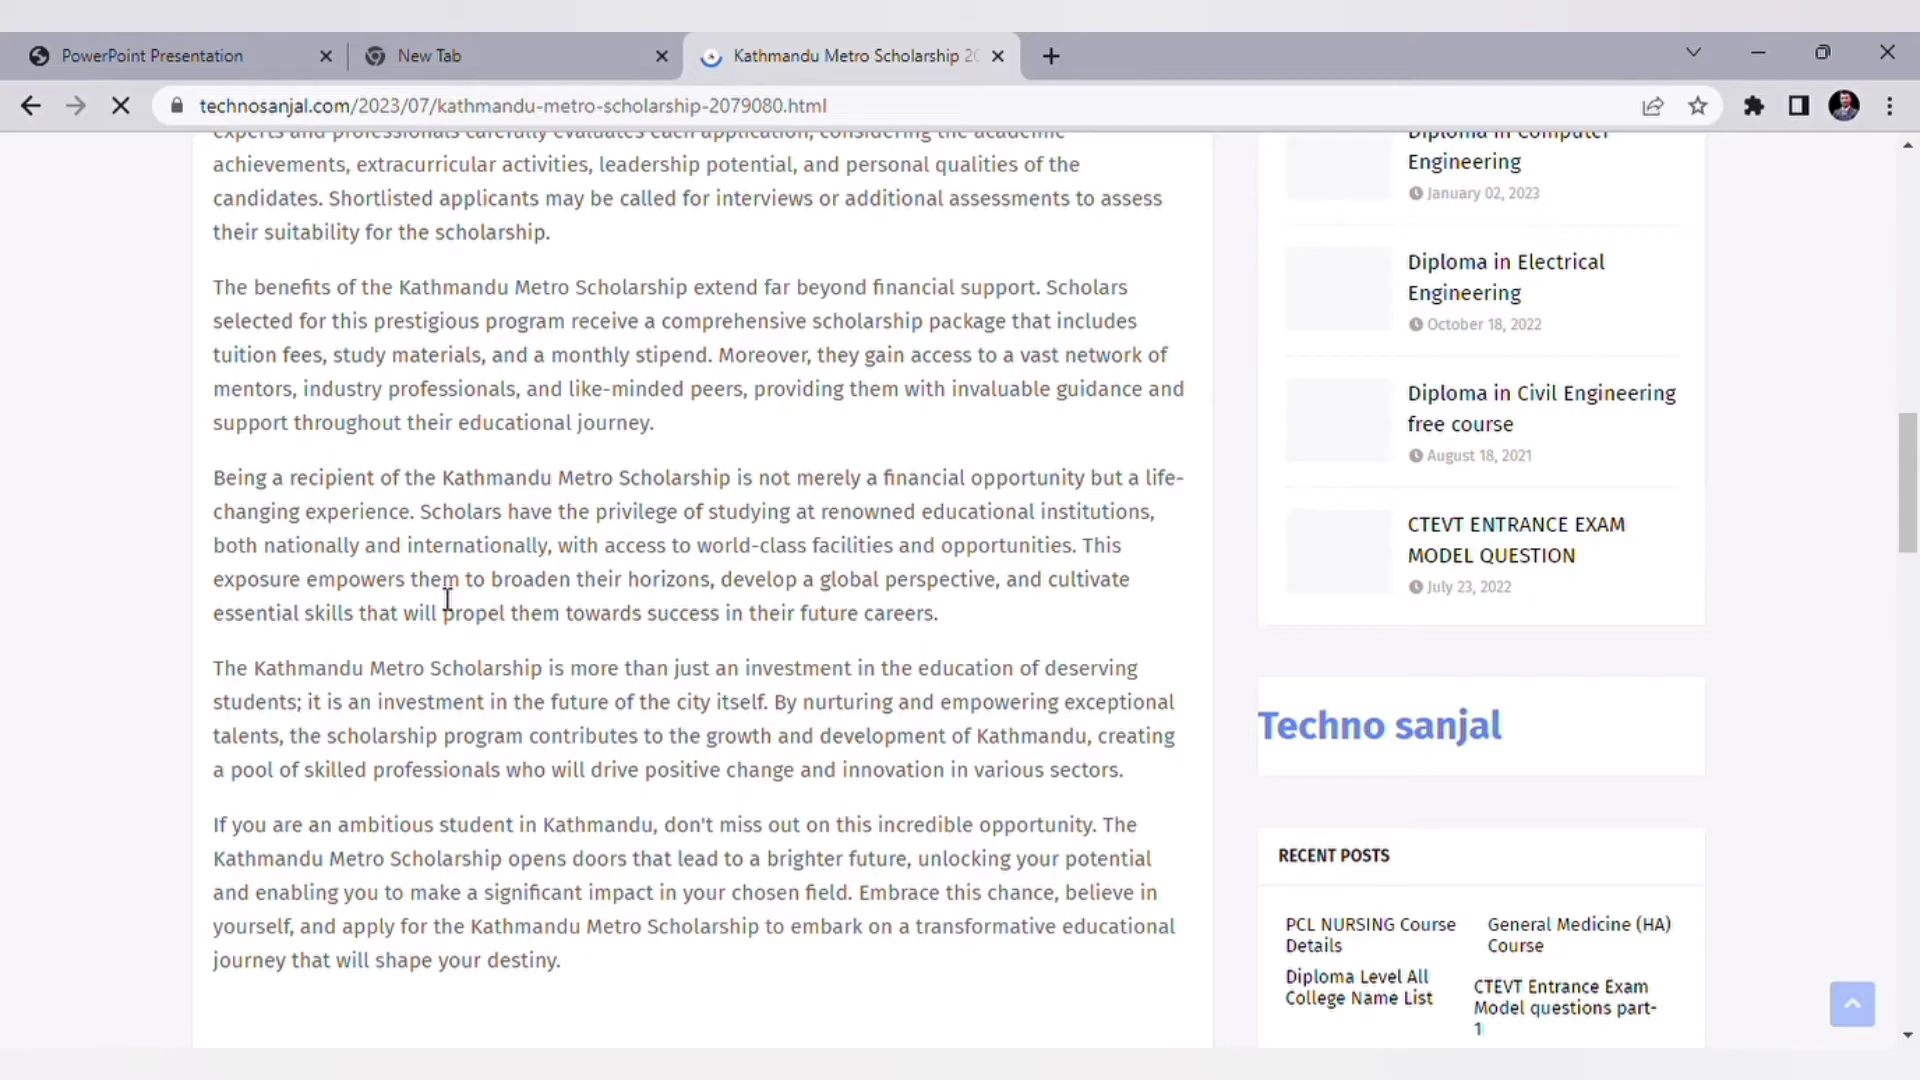 PowerPoint Presentation
New Tab
Kathmandu Metro Scholarship 20
technosanjal.com/2023/07/kathmandu-metro-scholarship-2079080.html
experts and professionals carefully evaluates each application, considering the academic
achievements, extracurricular activities, leadership potential, and personal qualities of the
candidates. Shortlisted applicants may be called for interviews or additional assessments to assess
their suitability for the scholarship.
The benefits of the Kathmandu Metro Scholarship extend far beyond financial support. Scholars
selected for this prestigious program receive a comprehensive scholarship package that includes
tuition fees, study materials, and a monthly stipend. Moreover, they gain access to a vast network of
mentors, industry professionals, and like-minded peers, providing them with invaluable guidance and
support throughout their educational journey.
Being a recipient of the Kathmandu Metro Scholarship is not merely a financial opportunity but a life-
changing experience. Scholars have the privilege of studying at renowned educational institutions,
both nationally and internationally, with access to world-class facilities and opportunities. This
exposure empowers them to broaden their horizons, develop a global perspective, and cultivate
essential skills that will propel them towards success in their future careers.
The Kathmandu Metro Scholarship is more than just an investment in the education of deserving
students; it is an investment in the future of the city itself. By nurturing and empowering exceptional
talents, the scholarship program contributes to the growth and development of Kathmandu, creating
a pool of skilled professionals who will drive positive change and innovation in various sectors.
If you are an ambitious student in Kathmandu, don't miss out on this incredible opportunity. The
Kathmandu Metro Scholarship opens doors that lead to a brighter future, unlocking your potential
and enabling you to make a significant impact in your chosen field. Embrace this chance, believe in
yourself, and apply for the Kathmandu Metro Scholarship to embark on a transformative educational
journey that will shape your destiny.
Diploma in Computer
Engineering
January 02, 2023
Diploma in Electrical
Engineering
October 18, 2022
Diploma in Civil Engineering
free course
August 18, 2021
CTEVT ENTRANCE EXAM
MODEL QUESTION
July 23, 2022
Techno sanjal
RECENT POSTS
PCL NURSING Course
Details
General Medicine (HA)
Course
Diploma Level All
College Name List
CTEVT Entrance Exam
Model questions part-
1